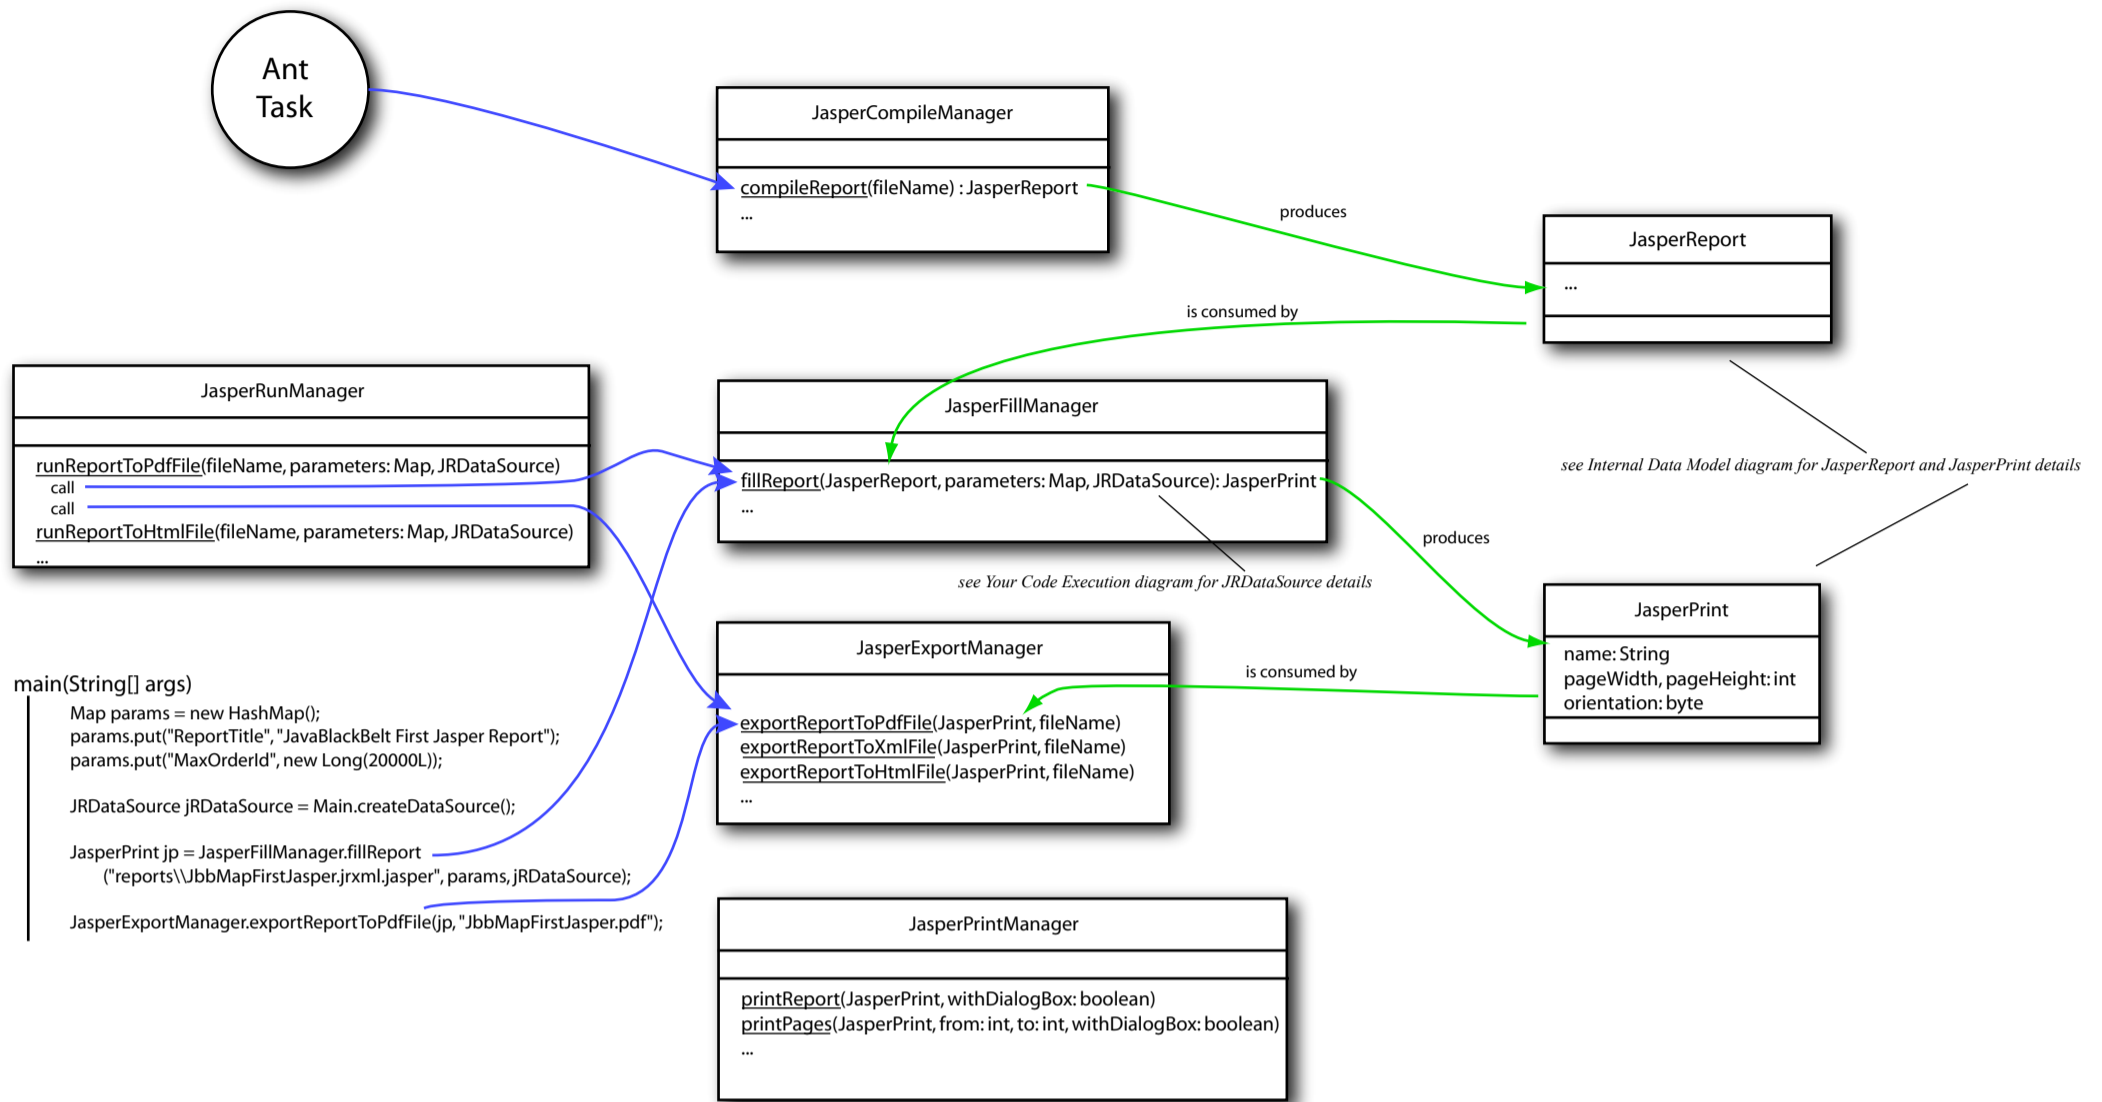 Ant
Task
JasperCompileManager
compileReport(fileName) : JasperReport
...
produces
JasperReport
...
is consumed by
JasperRunManager
runReportToPdfFile(fileName, parameters: Map, JRDataSource)
call
call
runReportToHtmlFile(fileName, parameters: Map, JRDataSource)
...
JasperFillManager
fillReport(JasperReport, parameters: Map, JRDataSource): JasperPrint
...
see Internal Data Model diagram for JasperReport and JasperPrint details
produces
see Your Code Execution diagram for JRDataSource details
JasperPrint
name: String
pageWidth, pageHeight: int
orientation: byte
is consumed by
JasperExportManager
exportReportToPdfFile(JasperPrint, fileName)
exportReportToXmlFile(JasperPrint, fileName)
exportReportToHtmlFile(JasperPrint, fileName)
...
main(String[] args)
Map params = new HashMap();
params.put("ReportTitle", "JavaBlackBelt First Jasper Report");
params.put("MaxOrderId", new Long(20000L));
JRDataSource jRDataSource = Main.createDataSource();
JasperPrint jp = JasperFillManager.fillReport
("reports\\JbbMapFirstJasper.jrxml.jasper", params, jRDataSource);
JasperExportManager.exportReportToPdfFile(jp, "JbbMapFirstJasper.pdf");
JasperPrintManager
printReport(JasperPrint, withDialogBox: boolean)
printPages(JasperPrint, from: int, to: int, withDialogBox: boolean)
...